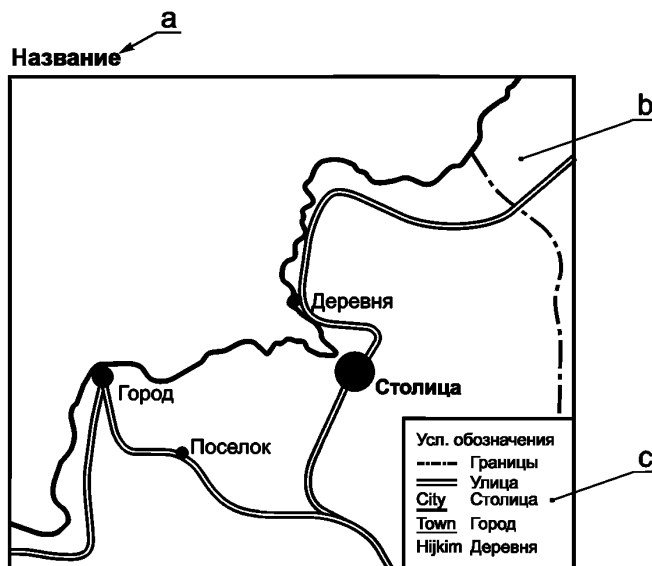 a
Название
b
Деревня
Город
Столица
Поселок
Усл. обозначения
Границы
Улица
City Столица
Town Город
Hijkim Деревня
c